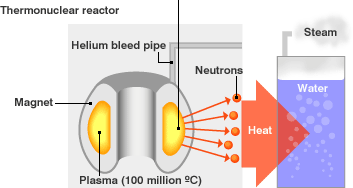 Thermonuclear reactor
Steam
Helium bleed pipe
Neutrons
Water
Magnet
Heat
Plasma (100 million ºC)